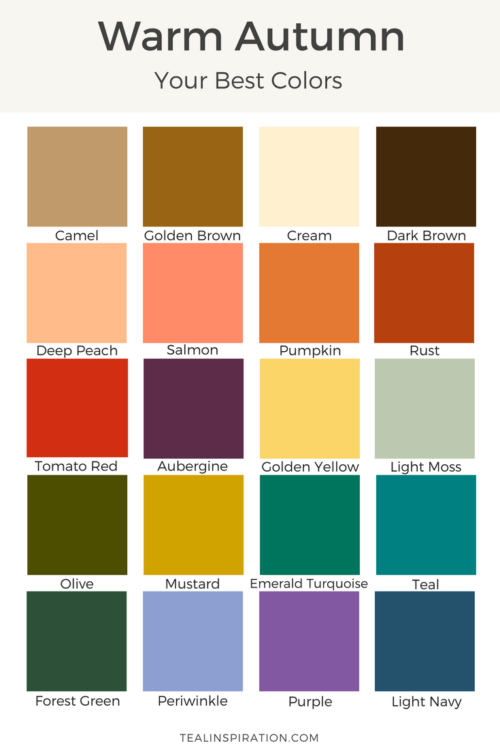 Warm Autumn
Your Best Colors
Camel Golden Brown Cream Dark Brown
Deep Peach Salmon Pumpkin Rust
Tomato Red Aubergine Golden Yellow Light Moss
Olive Mustard Emerald Turquoise Teal
Forest Green Periwinkle Purple Light Navy
TEALINSPIRATION.COM